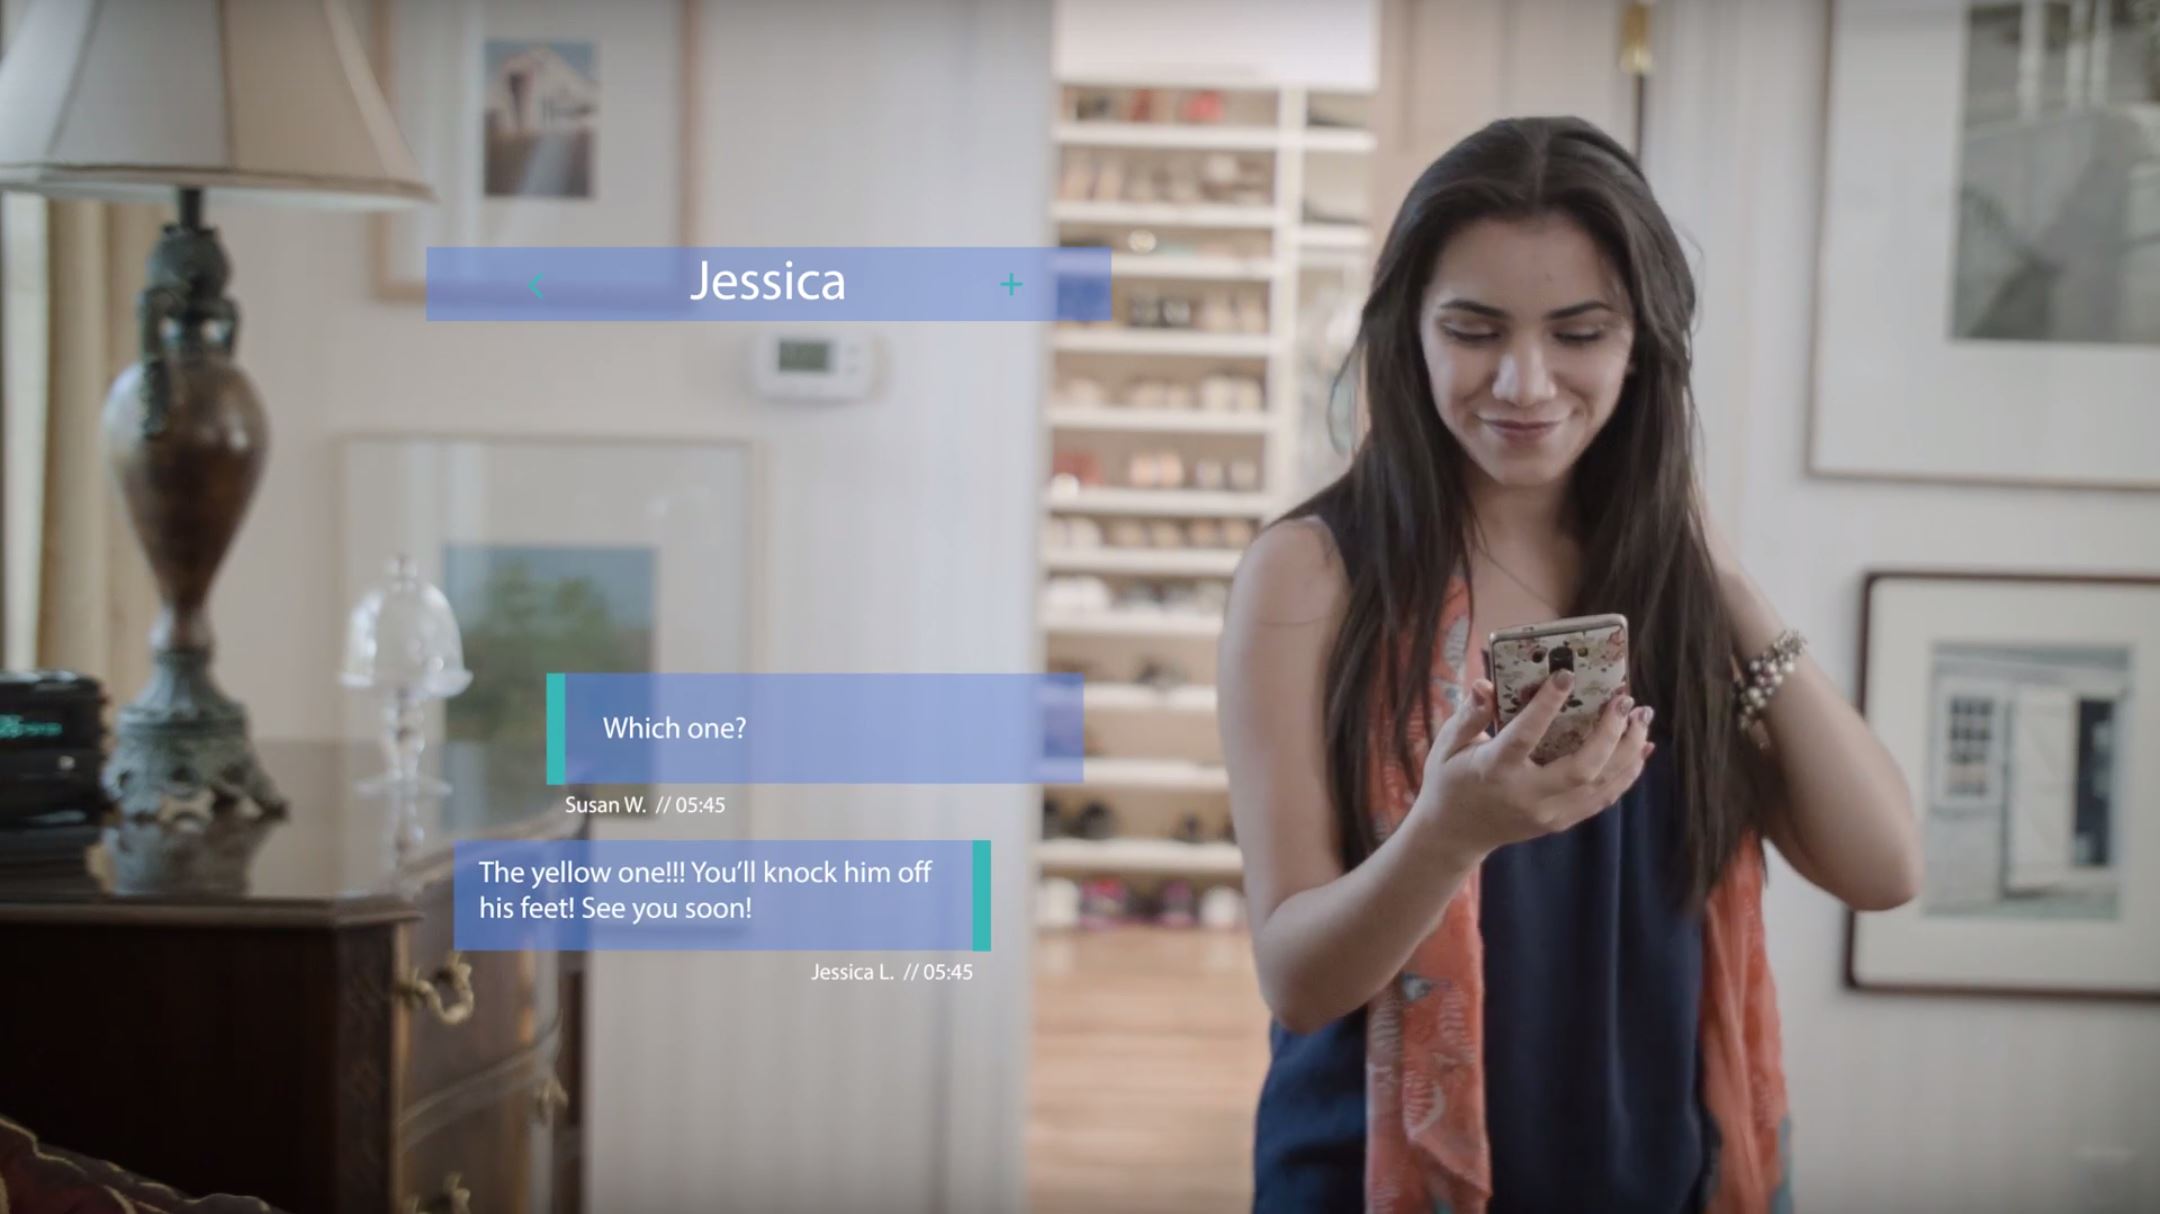 < Jessica +
Which one?
Susan W. // 05:45
The yellow one!!! You'll knock him off
his feet! See you soon!
Jessica L. // 05:45